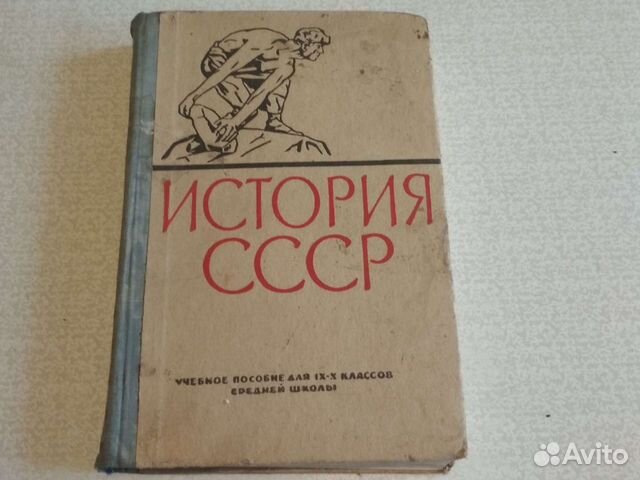 ИСТОРИЯ
СССР
УЧЕБНОЕ ПОСОБИЕ ДЛЯ IX-X КЛАССОВ
СРЕДНЕЙ ШКОЛЫ
Avito